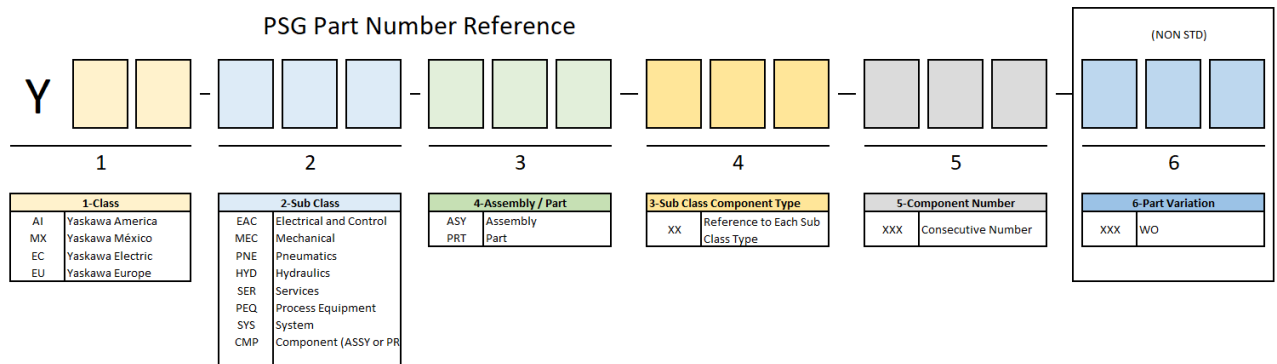 PSG Part Number Reference
(NON STD)
Y - - - - -
1 2 3 4 5 6
1-Class
AI Yaskawa America
MX Yaskawa México
EC Yaskawa Electric
EU Yaskawa Europe
2-Sub Class
EAC Electrical and Control
MEC Mechanical
PNE Pneumatics
HYD Hydraulics
SER Services
PEQ Process Equipment
SYS System
CMP Component (ASSY or PR
4-Assembly / Part
ASY Assembly
PRT Part
3-Sub Class Component Type
XX Reference to Each Sub
Class Type
5-Component Number
XXX Consecutive Number
6-Part Variation
XXX WO